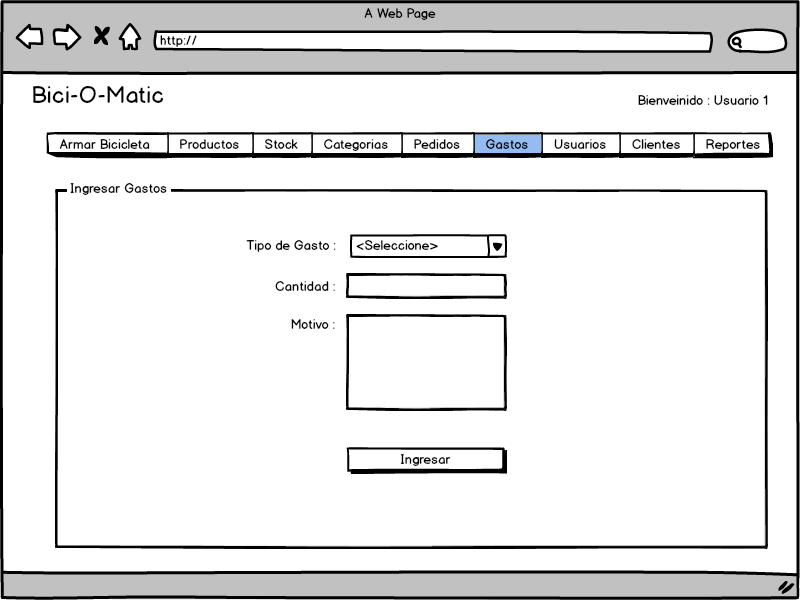 A Web Page
http://
Bici-O-Matic
Bienveinido : Usuario 1
Armar Bicicleta Productos Stock Categorias Pedidos Gastos Usuarios Clientes Reportes
Ingresar Gastos
Tipo de Gasto : <Seleccione>
Cantidad :
Motivo :
Ingresar